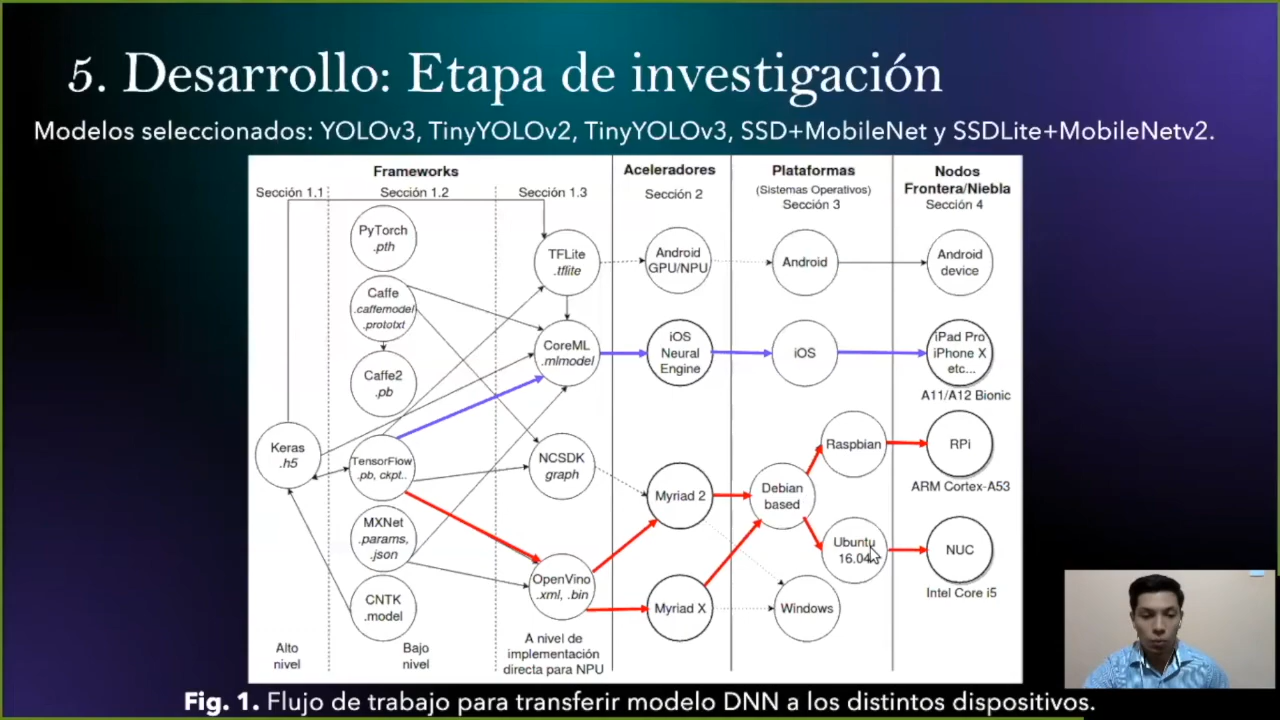 5. Desarrollo: Etapa de investigación
Modelos seleccionados: YOLOv3, TinyYOLOv2, TinyYOLOv3, SSD+MobileNet y SSDLite+MobileNetv2.
Frameworks
Sección 1.1
Sección 1.2
Sección 1.3
Aceleradores
Sección 2
Plataformas
(Sistemas Operativos)
Sección 3
Nodos
Frontera/Niebla
Sección 4
PyTorch
.pth
Caffe
.caffemodel
.prototxt
Caffe2
.pb
Keras
.h5
TensorFlow
.pb, ckpt..
MXNet
.params,
.json
CNTK
.model
TFLite
.tflite
CoreML
.mlmodel
NCSDK
graph
OpenVino
.xml, .bin
Android
GPU/NPU
iOS
Neural
Engine
Myriad 2
Myriad X
Android
iOS
Debian
based
Raspbian
Ubuntu
16.04
Windows
Android
device
iPad Pro
iPhone X
etc...
A11/A12 Bionic
RPi
ARM Cortex-A53
NUC
Intel Core i5
Alto
nivel
Bajo
nivel
A nivel de
implementación
directa para NPU
Fig. 1. Flujo de trabajo para transferir modelo DNN a los distintos dispositivos.